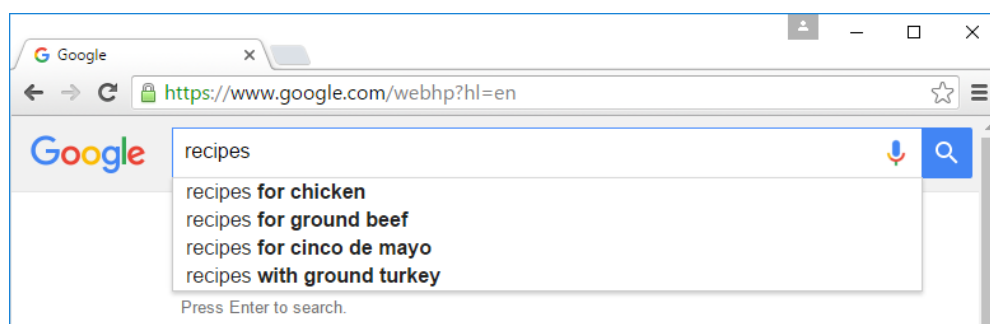 Google
https://www.google.com/webhp?hl=en
Google recipes
recipes for chicken
recipes for ground beef
recipes for cinco de mayo
recipes with ground turkey
Press Enter to search.